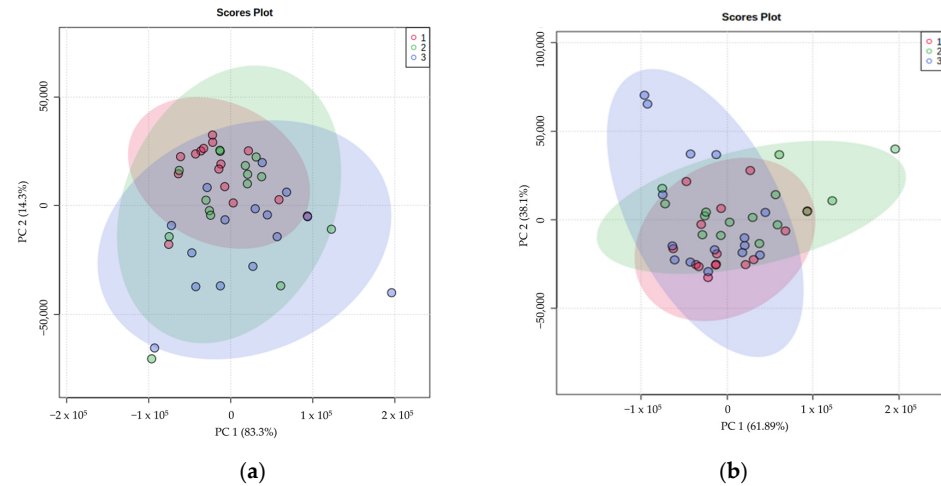 Scores Plot
1
2
3
50,000
0
−50,000
PC 2 (14.3%)
−2 x 10⁵
−1 x 10⁵
0
1 x 10⁵
2 x 10⁵
PC 1 (83.3%)
(a)
Scores Plot
1
2
3
100,000
50,000
0
−50,000
PC 2 (38.1%)
−1 x 10⁵
0
1 x 10⁵
2 x 10⁵
PC 1 (61.89%)
(b)